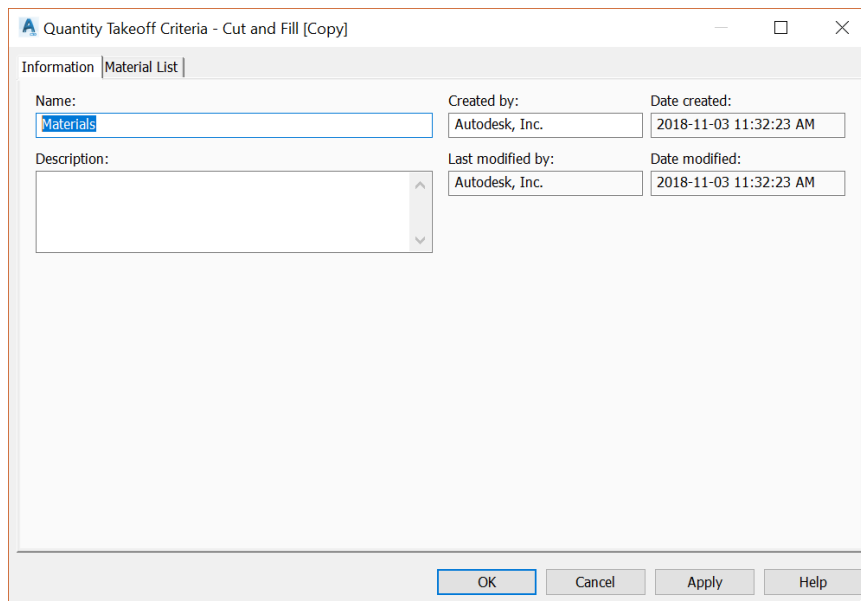 Quantity Takeoff Criteria - Cut and Fill [Copy]
Information Material List
Name: Created by: Date created:
Materials Autodesk, Inc. 2018-11-03 11:32:23 AM
Description: Last modified by: Date modified:
Autodesk, Inc. 2018-11-03 11:32:23 AM
OK Cancel Apply Help